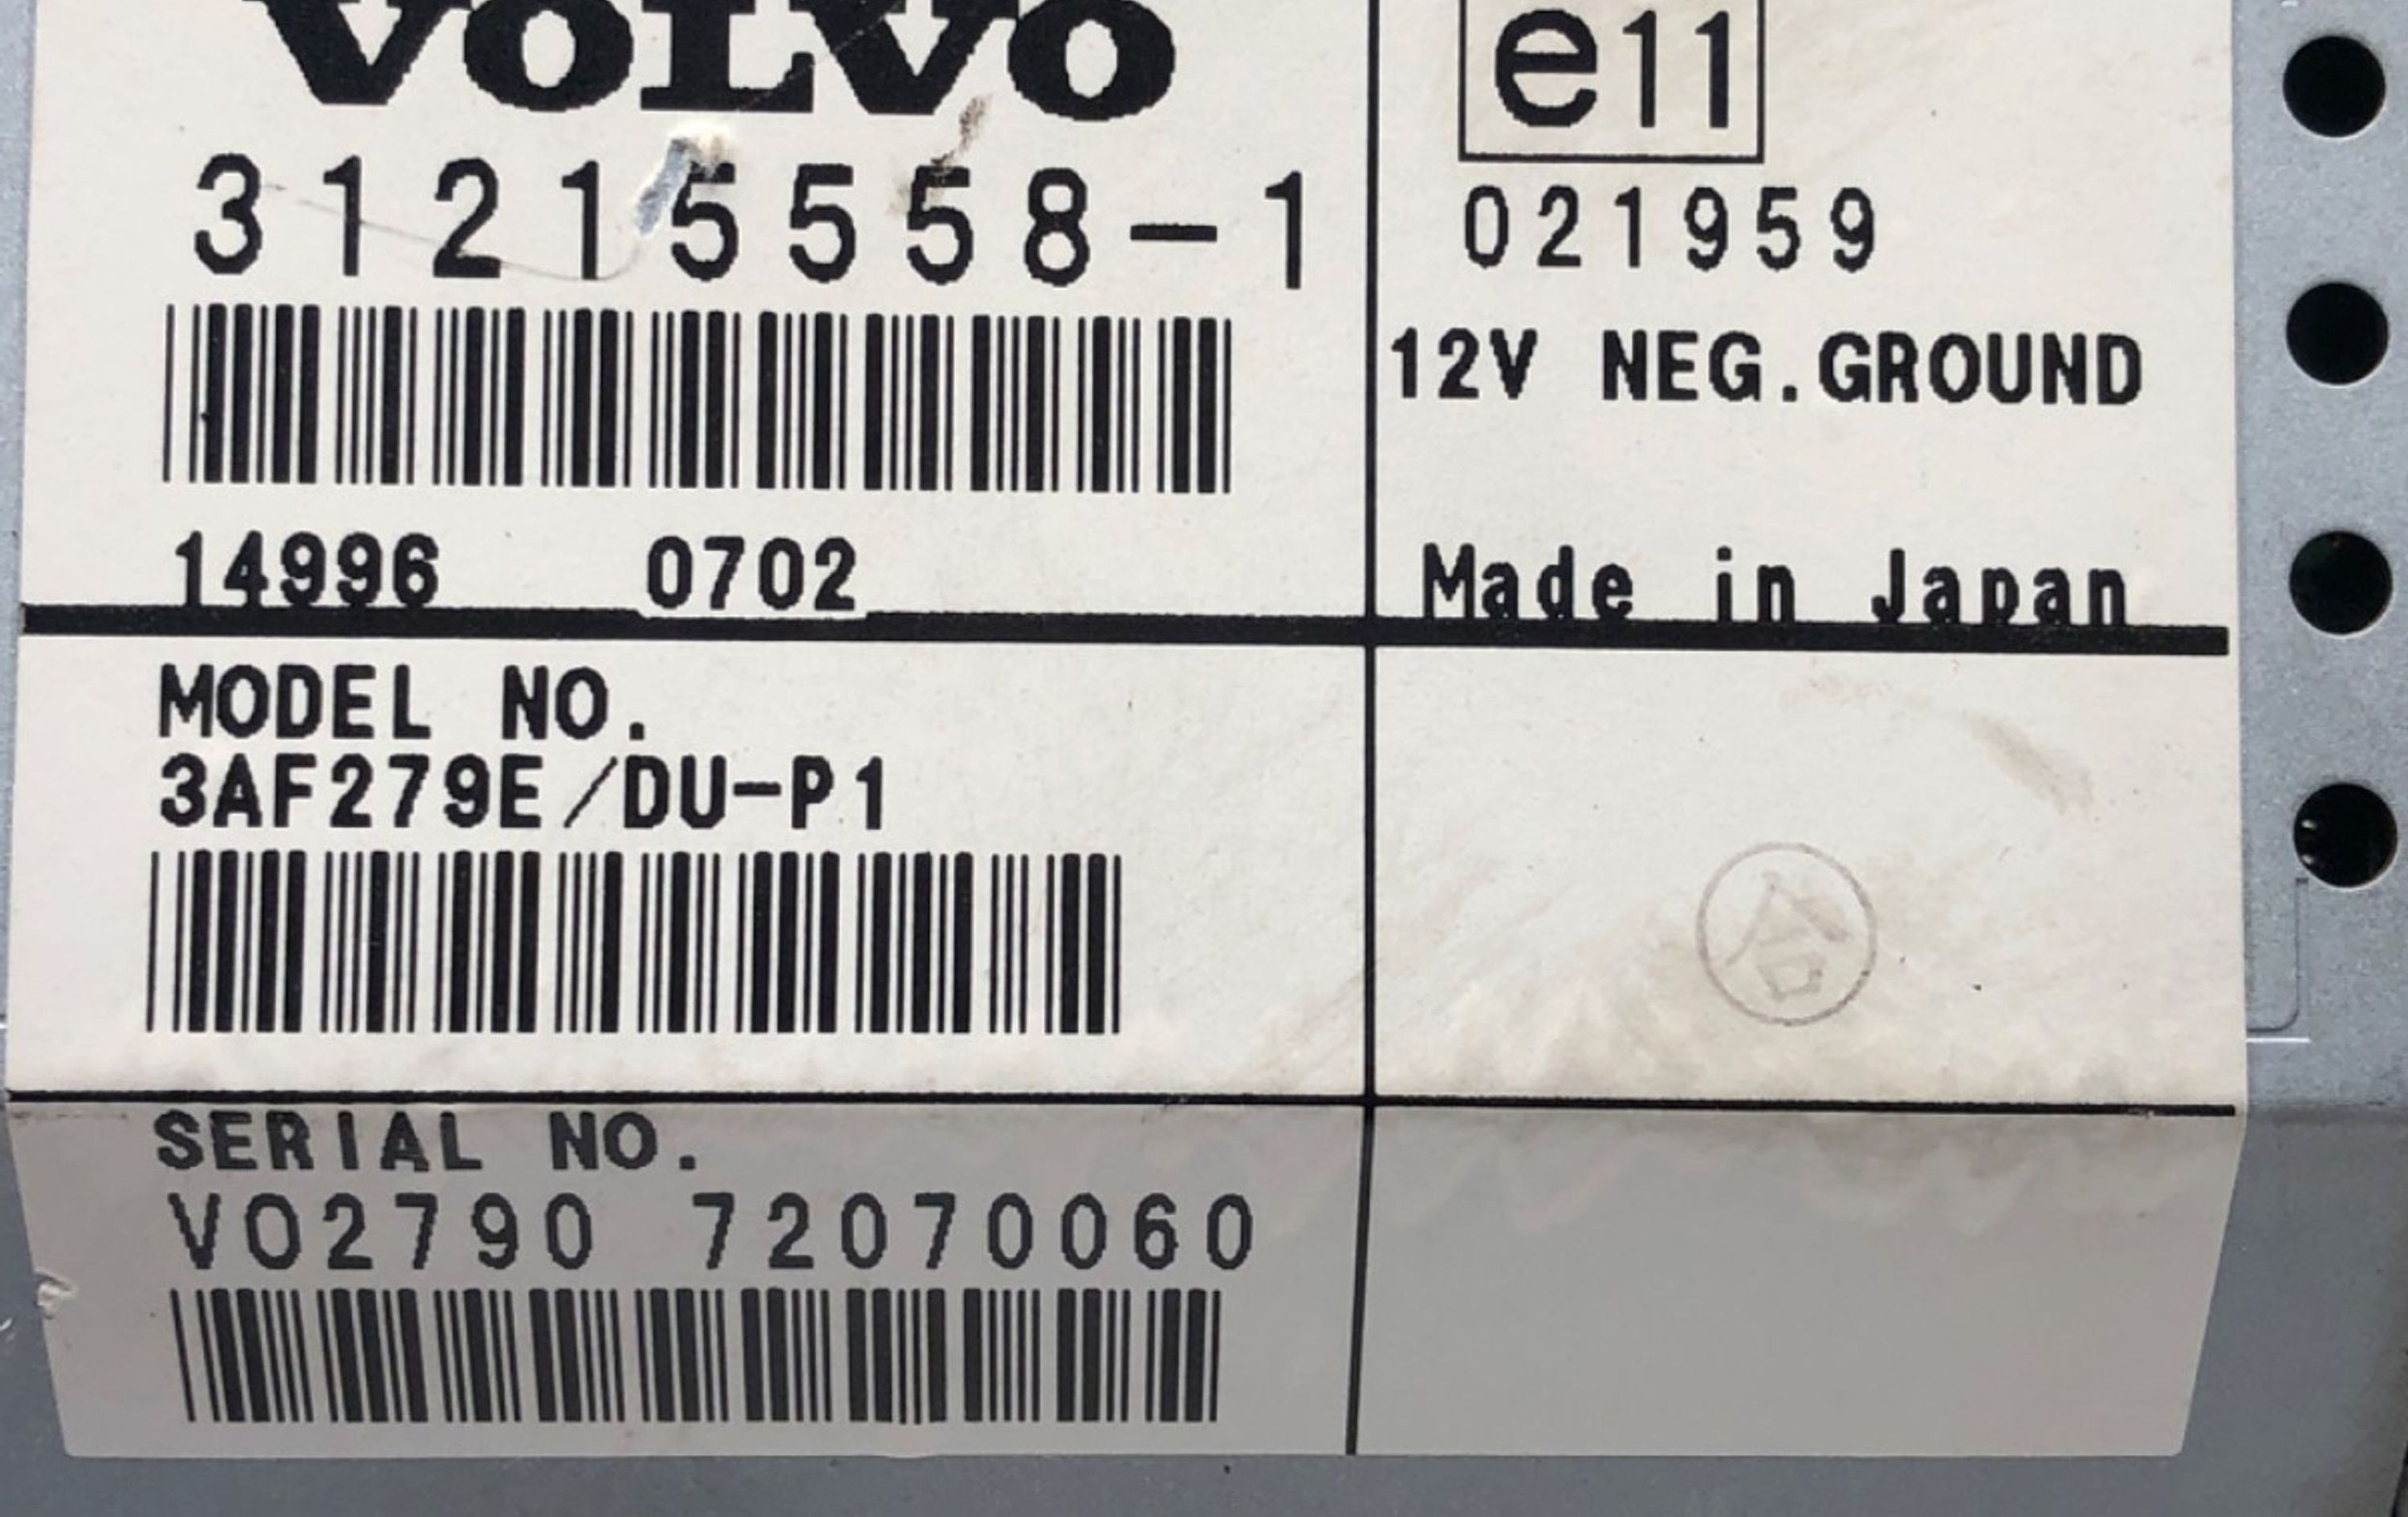 VOLVO
31215558-1
14996 0702
e11
021959
12V NEG.GROUND
Made in Japan
MODEL NO.
3AF279E/DU-P1
合
SERIAL NO.
VO2790 72070060